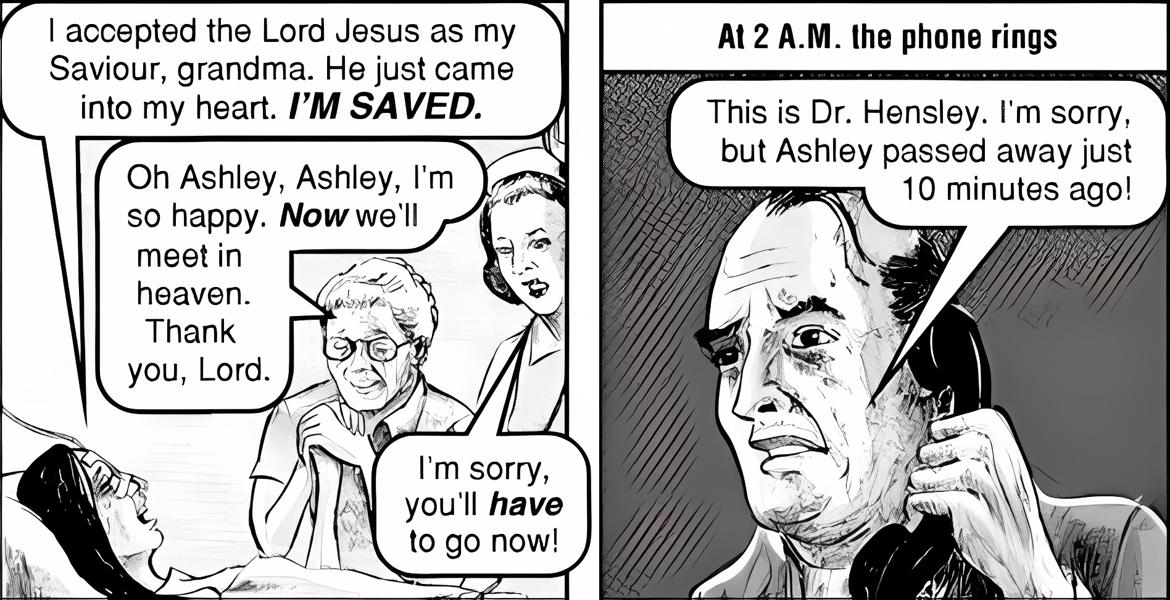 I accepted the Lord Jesus as my
Saviour, grandma. He just came
into my heart. I'M SAVED.
Oh Ashley, Ashley, I'm
so happy. Now we'll
meet in
heaven.
Thank
you, Lord.
I'm sorry,
you'll have
to go now!
At 2 A.M. the phone rings
This is Dr. Hensley. I'm sorry,
but Ashley passed away just
10 minutes ago!